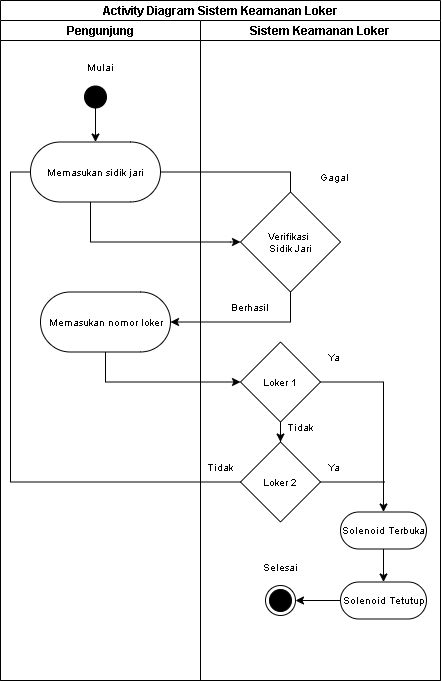 Activity Diagram Sistem Keamanan Loker
Pengunjung
Sistem Keamanan Loker
Mulai
Memasukan sidik jari
Gagal
Verifikasi
Sidik Jari
Berhasil
Memasukan nomor loker
Ya
Loker 1
Tidak
Tidak
Ya
Loker 2
Solenoid Terbuka
Selesai
Solenoid Tetutup